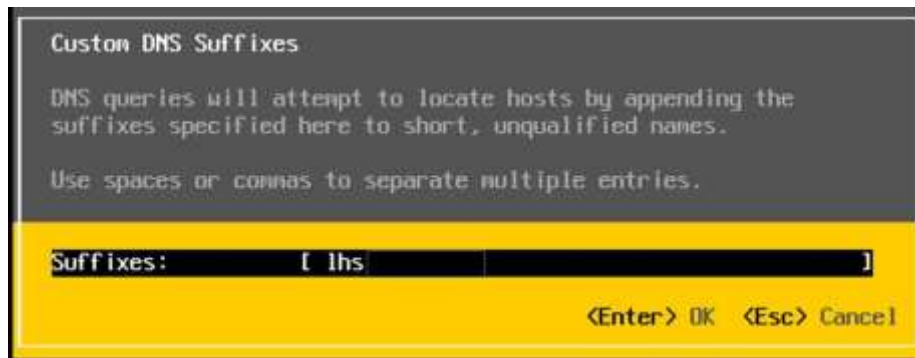 Custom DNS Suffixes
DNS queries will attempt to locate hosts by appending the
suffixes specified here to short, unqualified names.
Use spaces or commas to separate multiple entries.
Suffixes: [ lhs ]
<Enter> OK <Esc> Cancel